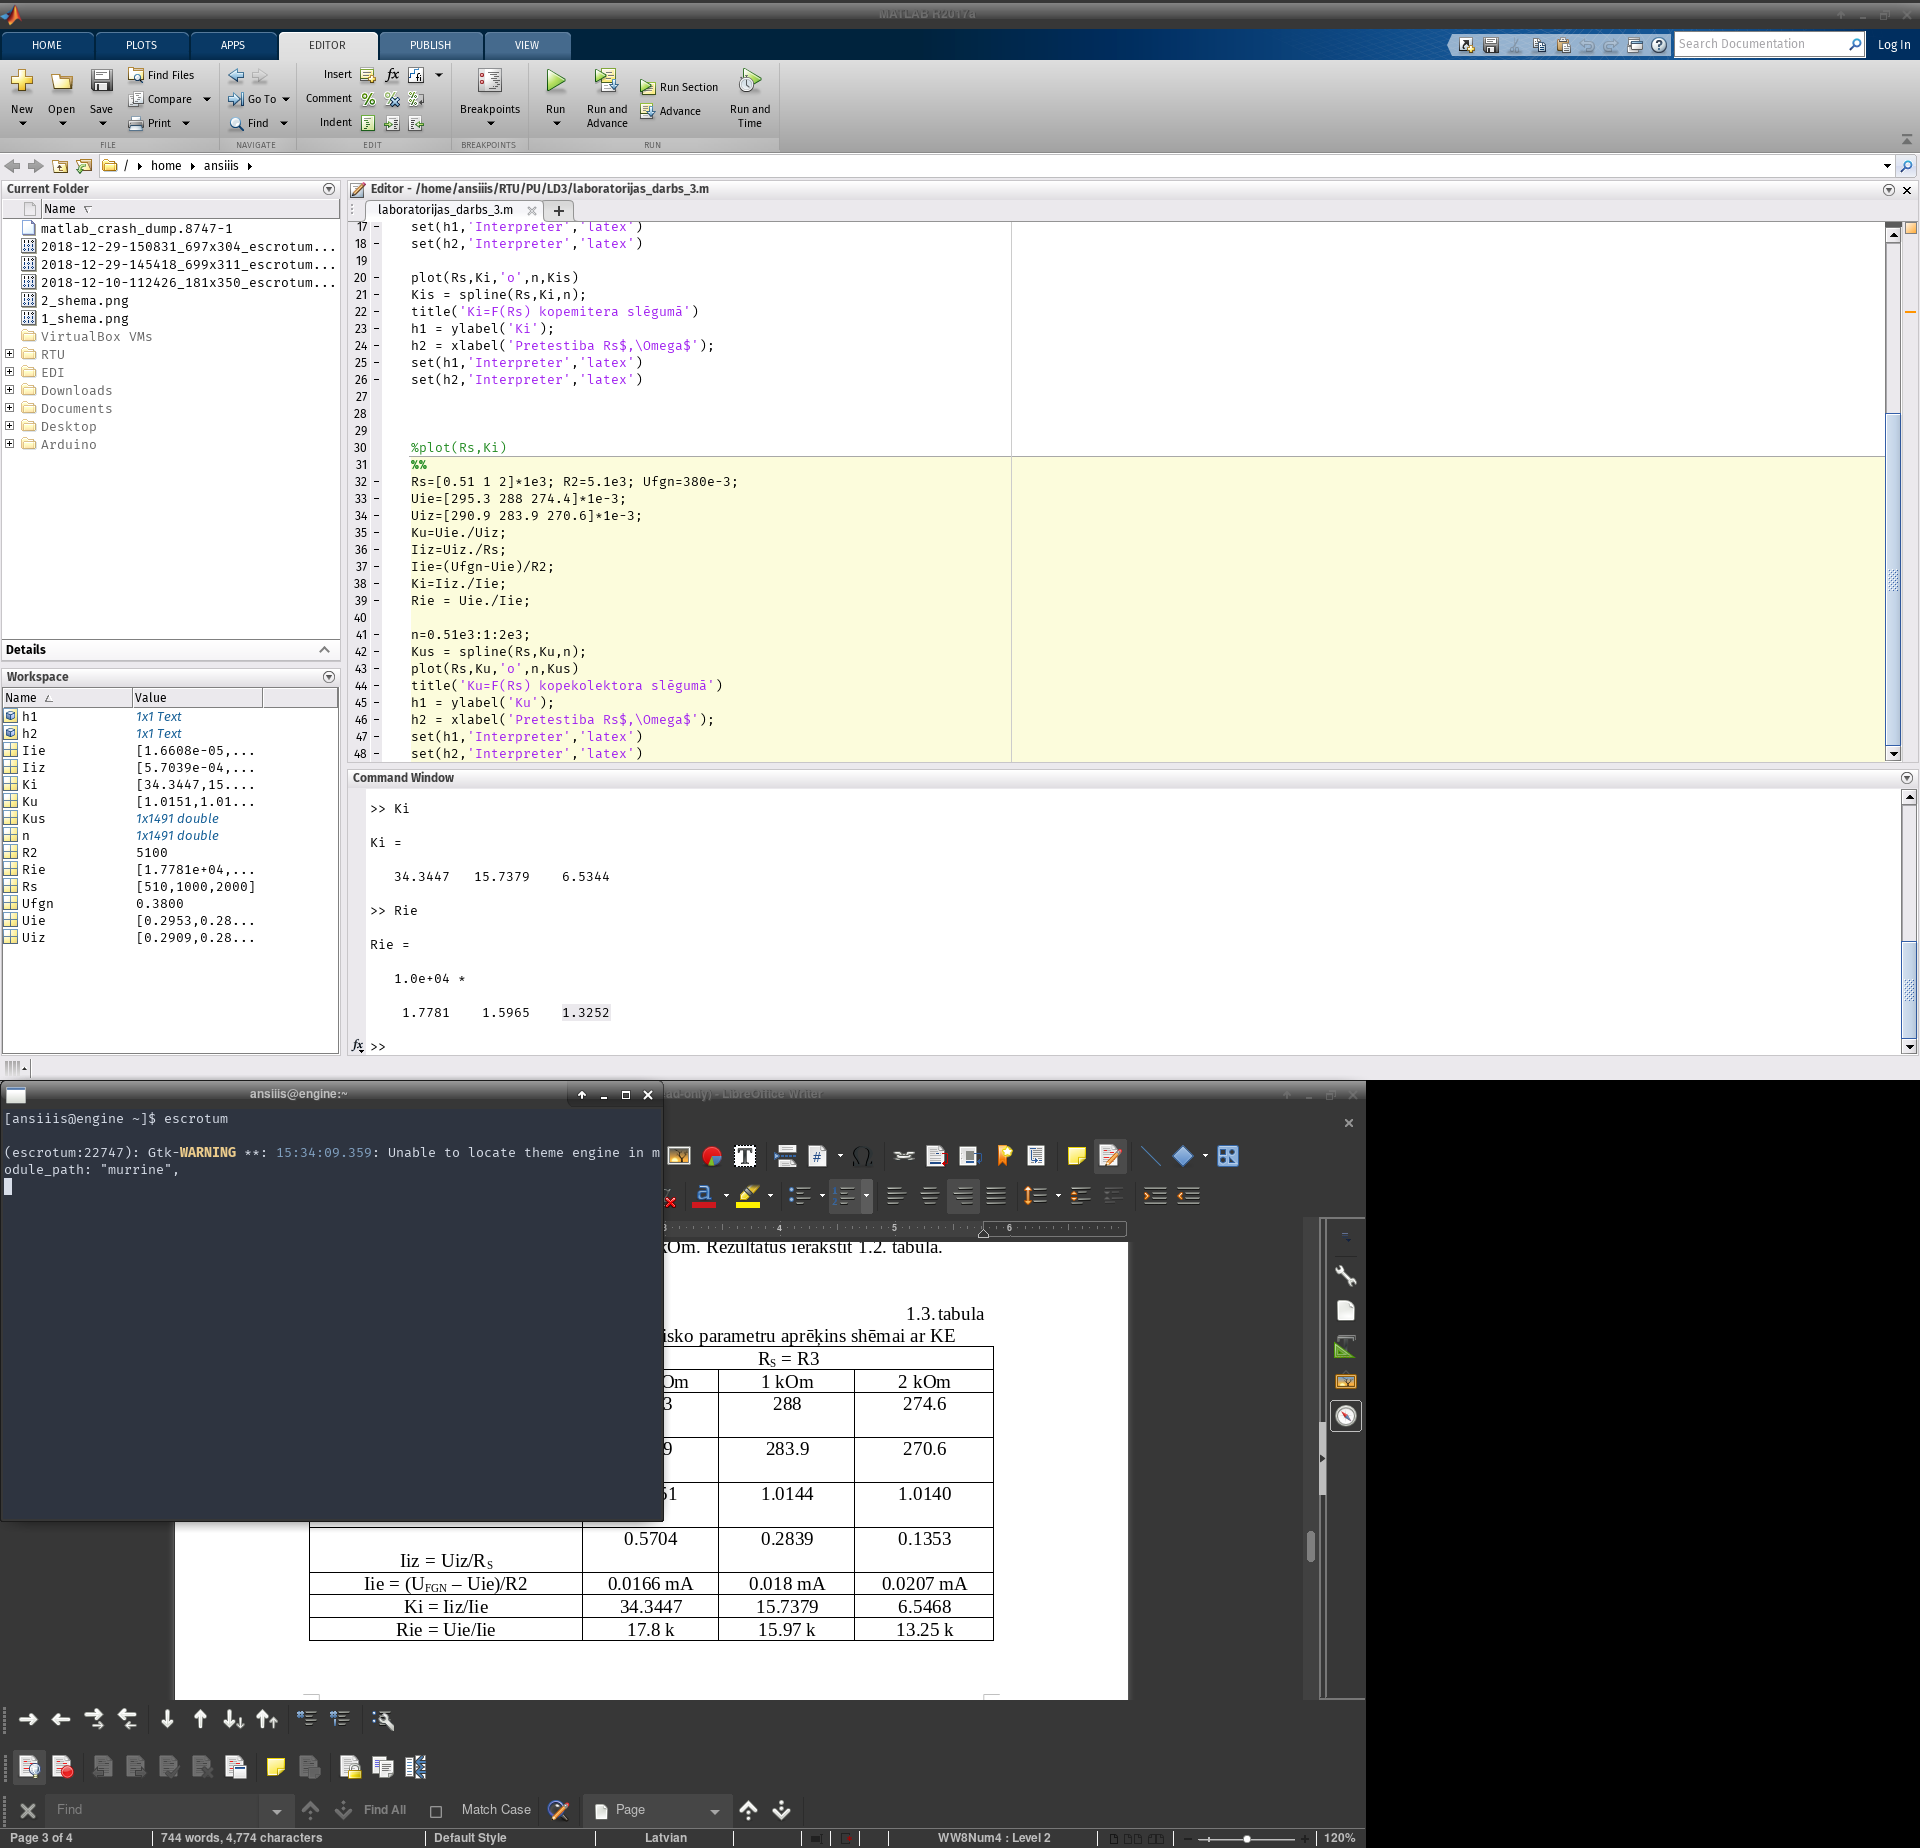 MATLAB R2017a
HOME PLOTS APPS EDITOR PUBLISH VIEW
Search Documentation
Log In
New Open Save
Find Files
Compare
Print
FILE
Go To
Find
NAVIGATE
Insert
Comment
Indent
EDIT
Breakpoints
BREAKPOINTS
Run
Run and Advance
Run Section
Advance
Run and Time
RUN
/ home ansiiis
Current Folder
Name
matlab_crash_dump.8747-1
2018-12-29-150831_697x304_escrotum...
2018-12-29-145418_699x311_escrotum...
2018-12-10-112426_181x350_escrotum...
2_shema.png
1_shema.png
VirtualBox VMs
RTU
EDI
Downloads
Documents
Desktop
Arduino
Details
Workspace
Name Value
h1 1x1 Text
h2 1x1 Text
Iie [1.6608e-05,...
Iiz [5.7039e-04,...
Ki [34.3447,15....
Ku [1.0151,1.01...
Kus 1x1491 double
n 1x1491 double
R2 5100
Rie [1.7781e+04,...
Rs [510,1000,2000]
Ufgn 0.3800
Uie [0.2953,0.28...
Uiz [0.2909,0.28...
Editor - /home/ansiiis/RTU/PU/LD3/laboratorijas_darbs_3.m
laboratorijas_darbs_3.m
17 - set(h1,'Interpreter','latex')
18 - set(h2,'Interpreter','latex')
19
20 - plot(Rs,Ki,'o',n,Kis)
21 - Kis = spline(Rs,Ki,n);
22 - title('Ki=F(Rs) kopemitera slēgumā')
23 - h1 = ylabel('Ki');
24 - h2 = xlabel('Pretestiba Rs$,\Omega$');
25 - set(h1,'Interpreter','latex')
26 - set(h2,'Interpreter','latex')
27
28
29
30 %plot(Rs,Ki)
31 %%
32 - Rs=[0.51 1 2]*1e3; R2=5.1e3; Ufgn=380e-3;
33 - Uie=[295.3 288 274.4]*1e-3;
34 - Uiz=[290.9 283.9 270.6]*1e-3;
35 - Ku=Uie./Uiz;
36 - Iiz=Uiz./Rs;
37 - Iie=(Ufgn-Uie)/R2;
38 - Ki=Iiz./Iie;
39 - Rie = Uie./Iie;
40
41 - n=0.51e3:1:2e3;
42 - Kus = spline(Rs,Ku,n);
43 - plot(Rs,Ku,'o',n,Kus)
44 - title('Ku=F(Rs) kopekolektora slēgumā')
45 - h1 = ylabel('Ku');
46 - h2 = xlabel('Pretestiba Rs$,\Omega$');
47 - set(h1,'Interpreter','latex')
48 - set(h2,'Interpreter','latex')
Command Window
>> Ki
Ki =
34.3447 15.7379 6.5344
>> Rie
Rie =
1.0e+04 *
1.7781 1.5965 1.3252
fx >>
ansiiis@engine:~
[ansiiis@engine ~]$ escrotum
(escrotum:22747): Gtk-WARNING **: 15:34:09.359: Unable to locate theme engine in m
odule_path: "murrine",
ad-only] - LibreOffice Writer
3 4 5 6
kOm. Rezultātus ierakstīt 1.2. tabulā.
1.3. tabula
isko parametru aprēķins shēmai ar KE
RS = R3
Om 1 kOm 2 kOm
3 288 274.6
9 283.9 270.6
51 1.0144 1.0140
Iiz = Uiz/RS 0.5704 0.2839 0.1353
Iie = (UFGN – Uie)/R2 0.0166 mA 0.018 mA 0.0207 mA
Ki = Iiz/Iie 34.3447 15.7379 6.5468
Rie = Uie/Iie 17.8 k 15.97 k 13.25 k
Find
Find All
Match Case
Page
Page 3 of 4
744 words, 4,774 characters
Default Style
Latvian
WW8Num4 : Level 2
120%